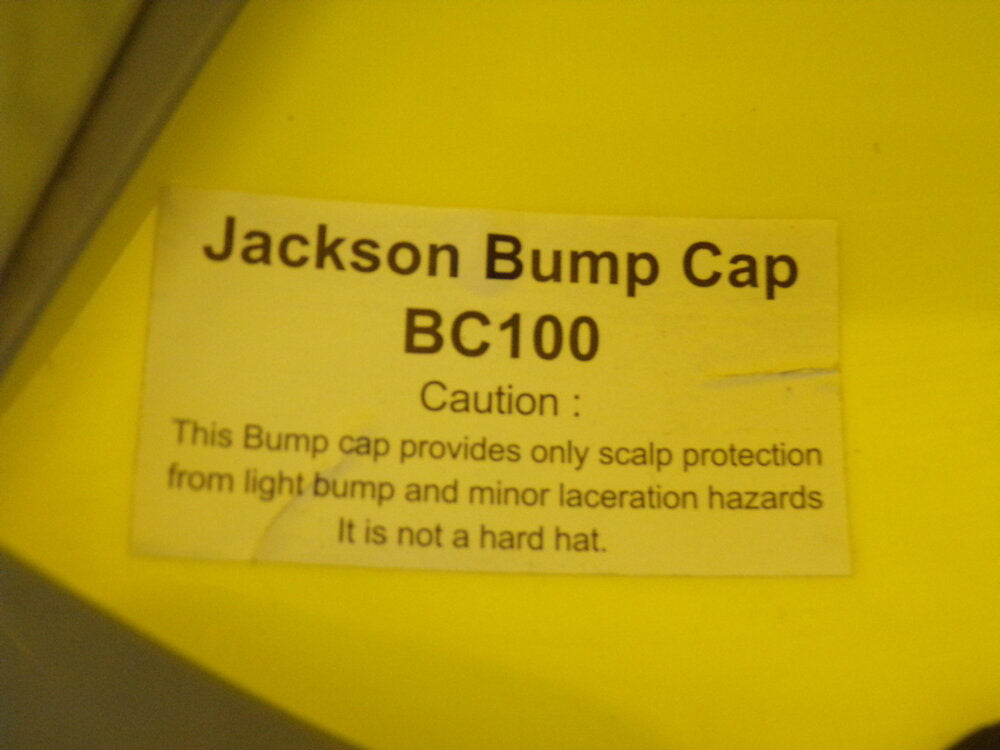 Jackson Bump Cap
BC100
Caution :
This Bump cap provides only scalp protection
from light bump and minor laceration hazards
It is not a hard hat.